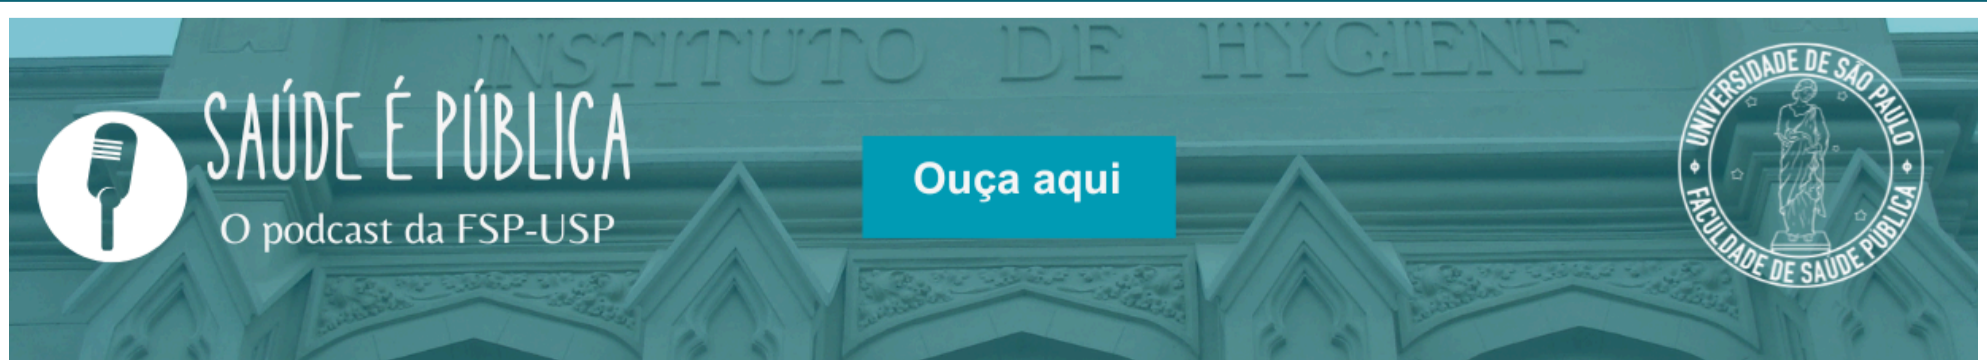 INSTITUTO DE HYGIENE
SAÚDE É PÚBLICA
O podcast da FSP-USP
Ouça aqui
UNIVERSIDADE DE SÃO PAULO
FACULDADE DE SAÚDE PÚBLICA